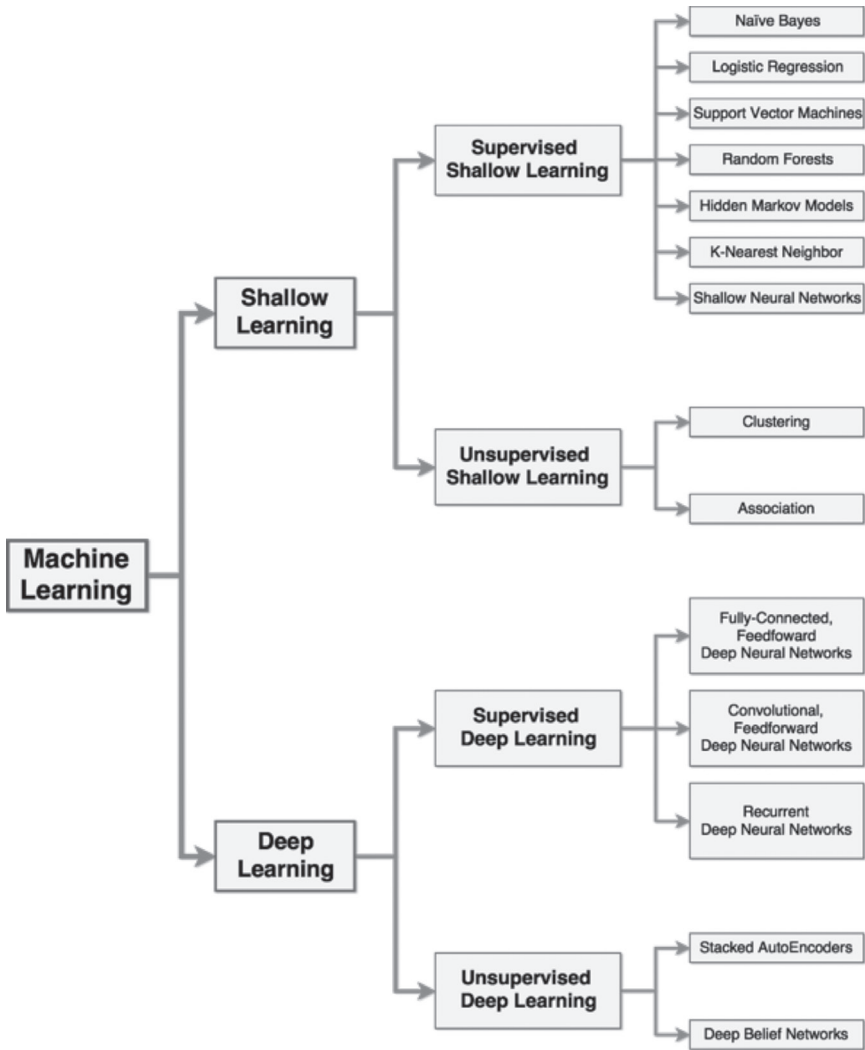 Machine
Learning
Shallow
Learning
Supervised
Shallow Learning
Naïve Bayes
Logistic Regression
Support Vector Machines
Random Forests
Hidden Markov Models
K-Nearest Neighbor
Shallow Neural Networks
Unsupervised
Shallow Learning
Clustering
Association
Deep
Learning
Supervised
Deep Learning
Fully-Connected,
Feedfoward
Deep Neural Networks
Convolutional,
Feedforward
Deep Neural Networks
Recurrent
Deep Neural Networks
Unsupervised
Deep Learning
Stacked AutoEncoders
Deep Belief Networks